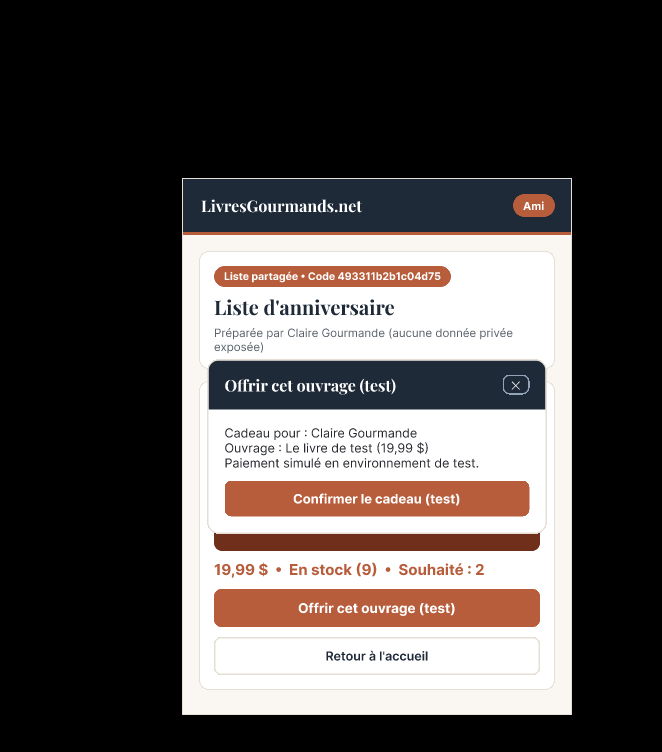 LivresGourmands.net
Ami
Liste partagée • Code 493311b2b1c04d75
Liste d'anniversaire
Préparée par Claire Gourmande (aucune donnée privée
exposée)
Offrir cet ouvrage (test)
Cadeau pour : Claire Gourmande
Ouvrage : Le livre de test (19,99 $)
Paiement simulé en environnement de test.
Confirmer le cadeau (test)
19,99 $ • En stock (9) • Souhaité : 2
Offrir cet ouvrage (test)
Retour à l'accueil